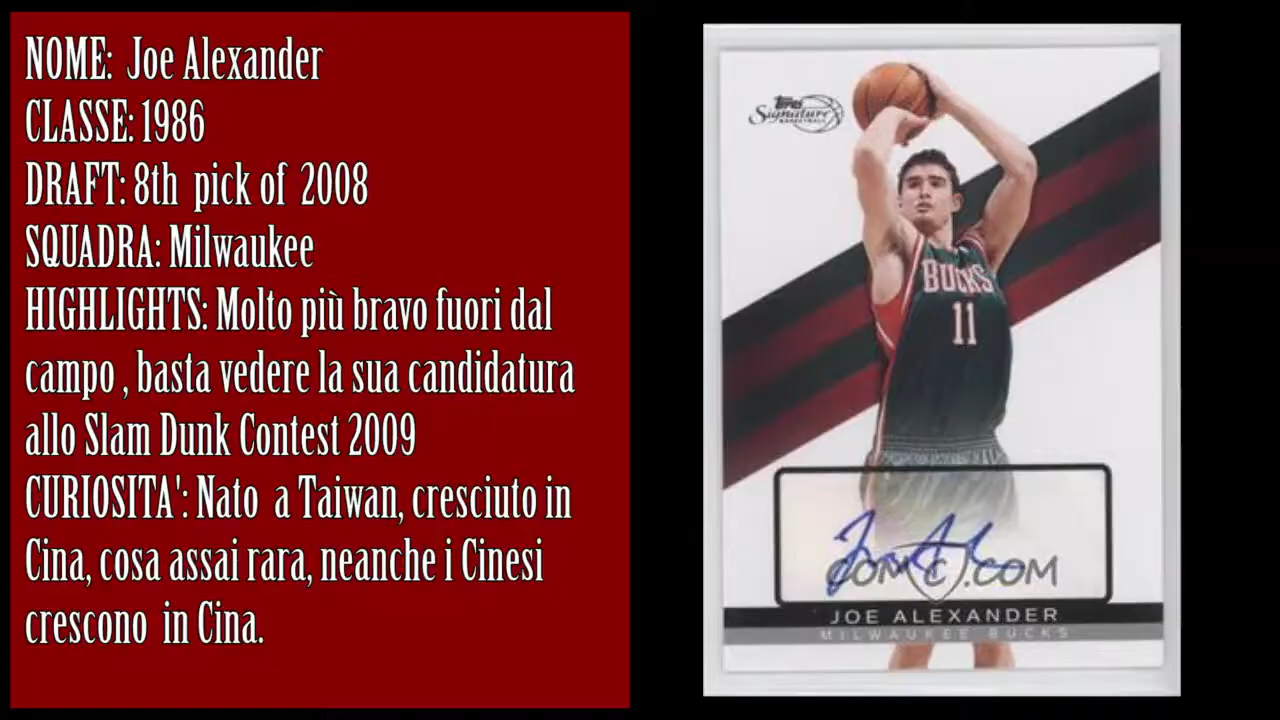 NOME: Joe Alexander
CLASSE: 1986
DRAFT: 8th pick of 2008
SQUADRA: Milwaukee
HIGHLIGHTS: Molto più bravo fuori dal
campo , basta vedere la sua candidatura
allo Slam Dunk Contest 2009
CURIOSITA': Nato a Taiwan, cresciuto in
Cina, cosa assai rara, neanche i Cinesi
crescono in Cina.
Topps
Signature
BASKETBALL
BUCKS
11
JOE ALEXANDER
MILWAUKEE BUCKS